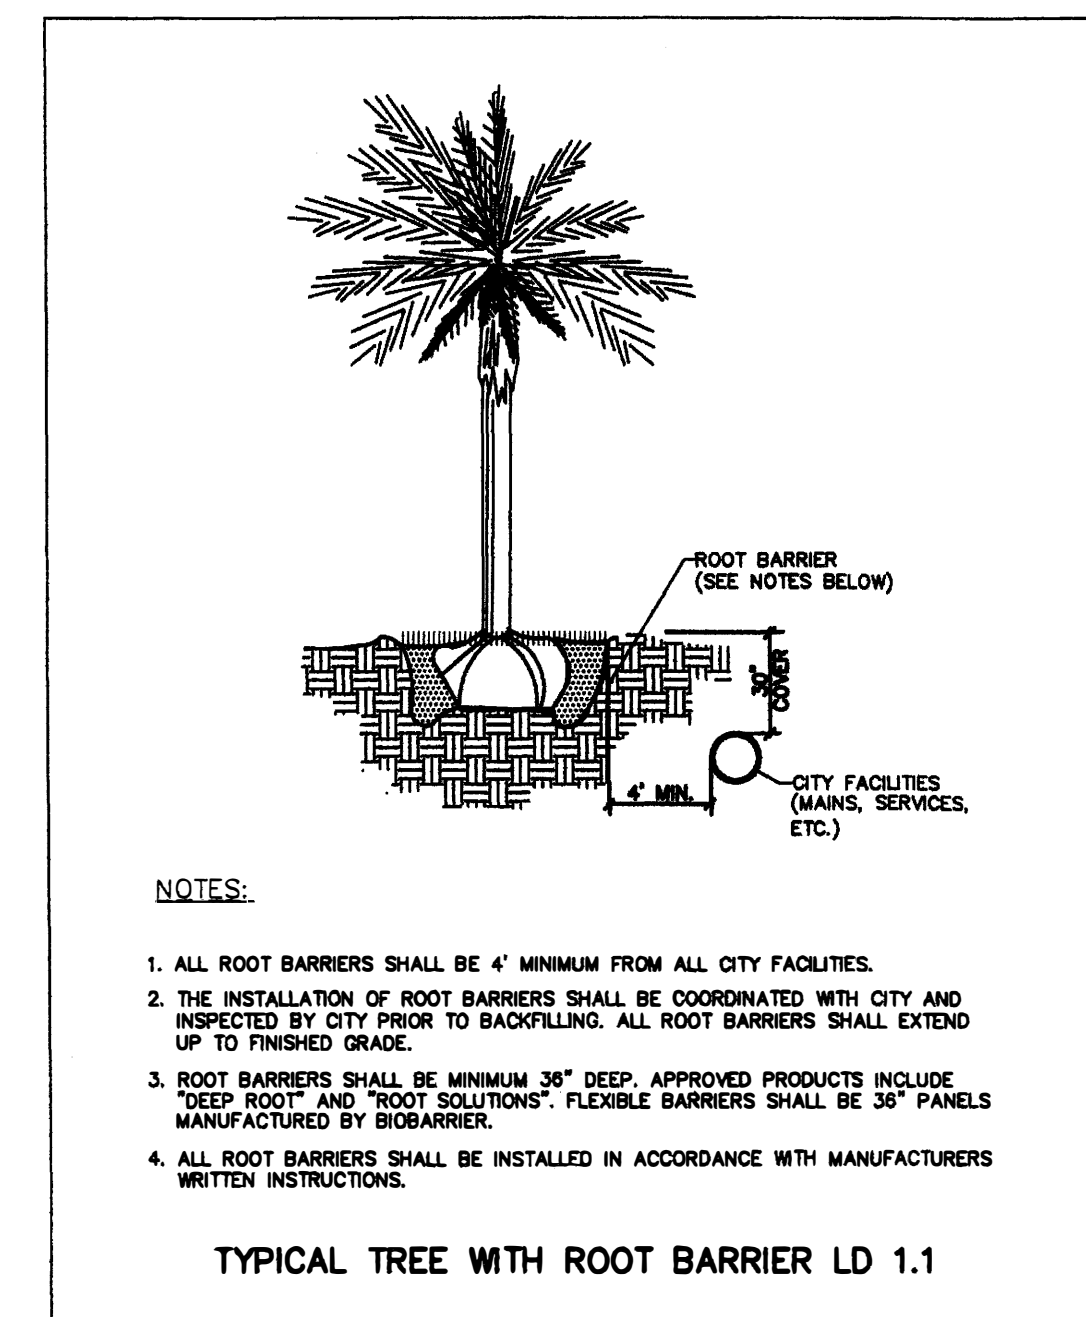 ROOT BARRIER
(SEE NOTES BELOW)
30"
COVER
4' MIN.
CITY FACILITIES
(MAINS, SERVICES,
ETC.)
NOTES:
1. ALL ROOT BARRIERS SHALL BE 4' MINIMUM FROM ALL CITY FACILITIES.
2. THE INSTALLATION OF ROOT BARRIERS SHALL BE COORDINATED WITH CITY AND
INSPECTED BY CITY PRIOR TO BACKFILLING. ALL ROOT BARRIERS SHALL EXTEND
UP TO FINISHED GRADE.
3. ROOT BARRIERS SHALL BE MINIMUM 36" DEEP. APPROVED PRODUCTS INCLUDE
"DEEP ROOT" AND "ROOT SOLUTIONS". FLEXIBLE BARRIERS SHALL BE 36" PANELS
MANUFACTURED BY BIOBARRIER.
4. ALL ROOT BARRIERS SHALL BE INSTALLED IN ACCORDANCE WITH MANUFACTURERS
WRITTEN INSTRUCTIONS.
TYPICAL TREE WITH ROOT BARRIER LD 1.1